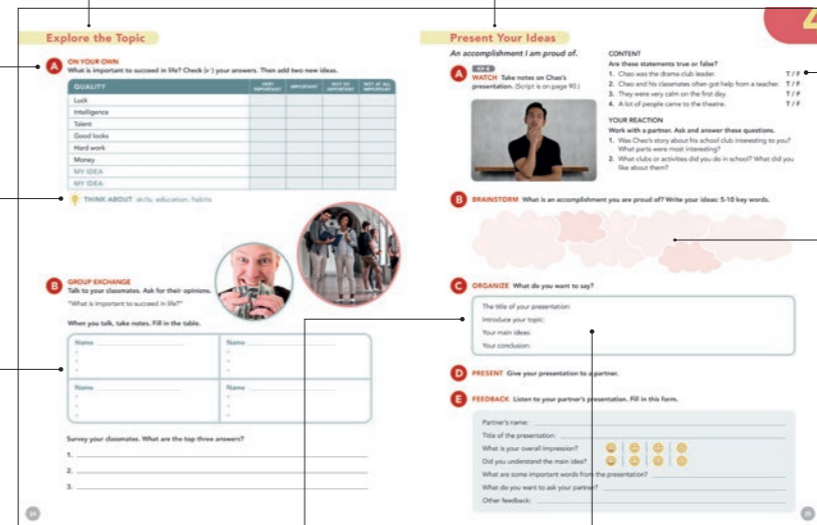 Explore the Topic
A ON YOUR OWN
What is important to succeed in life? Check (✓) your answers. Then add two new ideas.
QUALITY VERY IMPORTANT IMPORTANT NOT SO IMPORTANT NOT AT ALL IMPORTANT
Luck
Intelligence
Talent
Good looks
Hard work
Money
MY IDEA:
MY IDEA:
THINK ABOUT skills, education, habits
B GROUP EXCHANGE
Talk to your classmates. Ask for their opinions.
"What is important to succeed in life?"
When you talk, take notes. Fill in the table.
Name Name
Name Name
Survey your classmates. What are the top three answers?
1.
2.
3.
24
4
Present Your Ideas
An accomplishment I am proud of.
A WATCH Take notes on Chao's
presentation. (Script is on page 90.)
CONTENT
Are these statements true or false?
1. Chao was the drama club leader. T / F
2. Chao and his classmates often got help from a teacher. T / F
3. They were very calm on the first day. T / F
4. A lot of people came to the theatre. T / F
YOUR REACTION
Work with a partner. Ask and answer these questions.
1. Was Chao's story about his school club interesting to you?
What parts were most interesting?
2. What clubs or activities did you do in school? What did you
like about them?
B BRAINSTORM What is an accomplishment you are proud of? Write your ideas: 5-10 key words.
C ORGANIZE What do you want to say?
The title of your presentation:
Introduce your topic:
Your main ideas:
Your conclusion:
D PRESENT Give your presentation to a partner.
E FEEDBACK Listen to your partner's presentation. Fill in this form.
Partner's name:
Title of the presentation:
What is your overall impression?
Did you understand the main idea?
What are some important words from the presentation?
What do you want to ask your partner?
Other feedback:
25